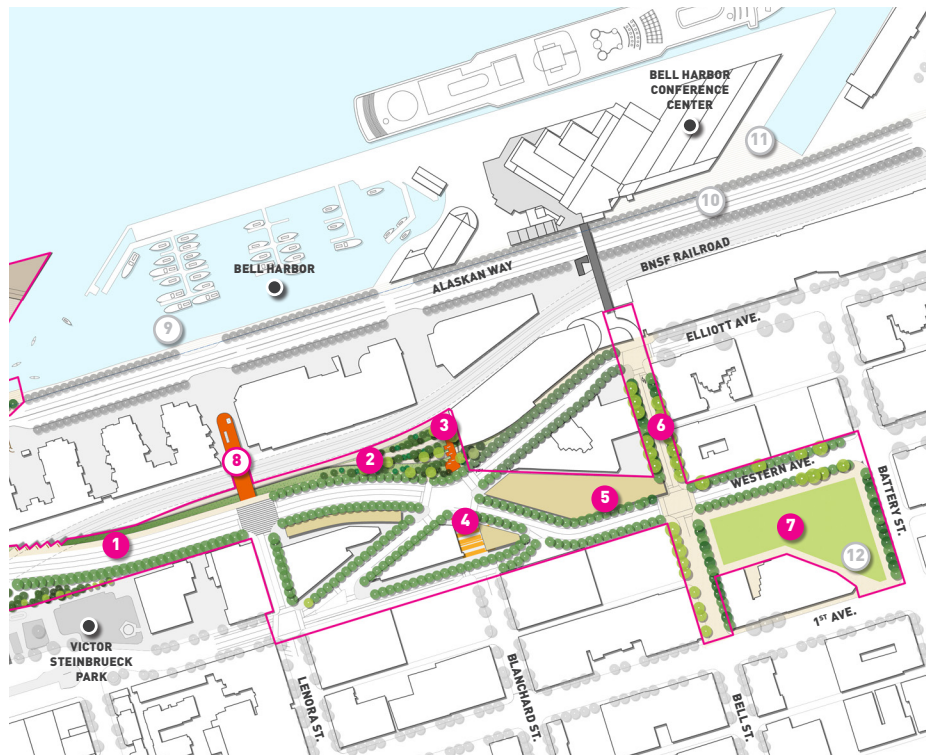 BELL HARBOR
CONFERENCE
CENTER
11
10
BNSF RAILROAD
ALASKAN WAY
BELL HARBOR
9
ELLIOTT AVE.
3
6
2
8
WESTERN AVE.
BATTERY ST.
5
4
7
1
12
1ST AVE.
VICTOR
STEINBRUECK
PARK
LENORA ST.
BLANCHARD ST.
BELL ST.